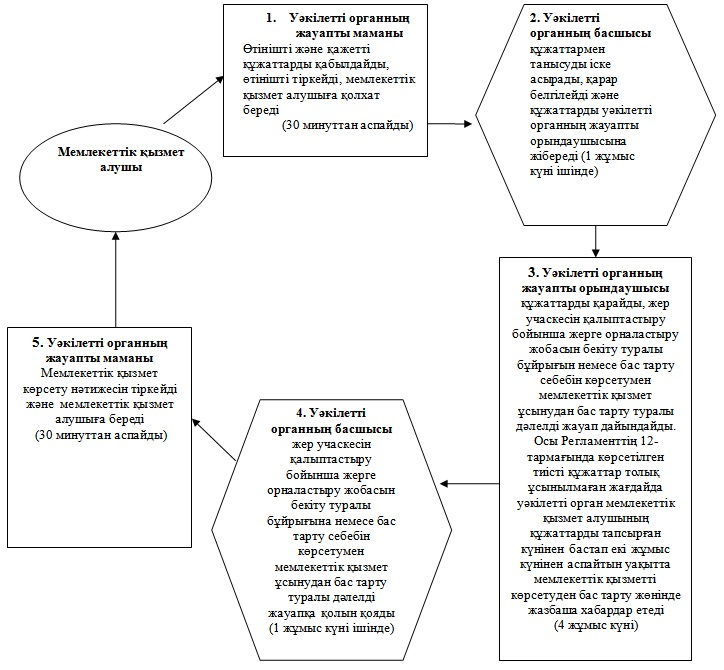 Мемлекеттік қызмет
алушы
1. Уәкілетті органның
жауапты маманы
Өтінішті және қажетті
құжаттарды қабылдайды,
өтінішті тіркейді, мемлекеттік
қызмет алушыға қолхат
береді
(30 минуттан аспайды)
2. Уәкілетті
органның басшысы
құжаттармен
танысуды іске
асырады, қарар
белгілейді және
құжаттарды уәкілетті
органның жауапты
орындаушысына
жібереді (1 жұмыс
күні ішінде)
3. Уәкілетті органның
жауапты орындаушысы
құжаттарды қарайды, жер
учаскесін қалыптастыру
бойынша жерге орналастыру
жобасын бекіту туралы
бұйрығын немесе бас тарту
себебін көрсетумен
мемлекеттік қызмет
ұсынудан бас тарту туралы
дәлелді жауап дайындайды.
Осы Регламенттің 12-
тармағында көрсетілген
тиісті құжаттар толық
ұсынылмаған жағдайда
уәкілетті орган мемлекеттік
қызмет алушының
құжаттарды тапсырған
күнінен бастап екі жұмыс
күнінен аспайтын уақытта
мемлекеттік қызметті
көрсетуден бас тарту жөнінде
жазбаша хабардар етеді
(4 жұмыс күні)
4. Уәкілетті
органның басшысы
жер учаскесін
қалыптастыру
бойынша жерге
орналастыру жобасын
бекіту туралы
бұйрығына немесе бас
тарту себебін
көрсетумен
мемлекеттік қызмет
ұсынудан бас тарту
туралы дәлелді
жауапқа қолын қояды
(1 жұмыс күні ішінде)
5. Уәкілетті органның
жауапты маманы
Мемлекеттік қызмет
көрсету нәтижесін тіркейді
және мемлекеттік қызмет
алушыға береді
(30 минуттан аспайды)